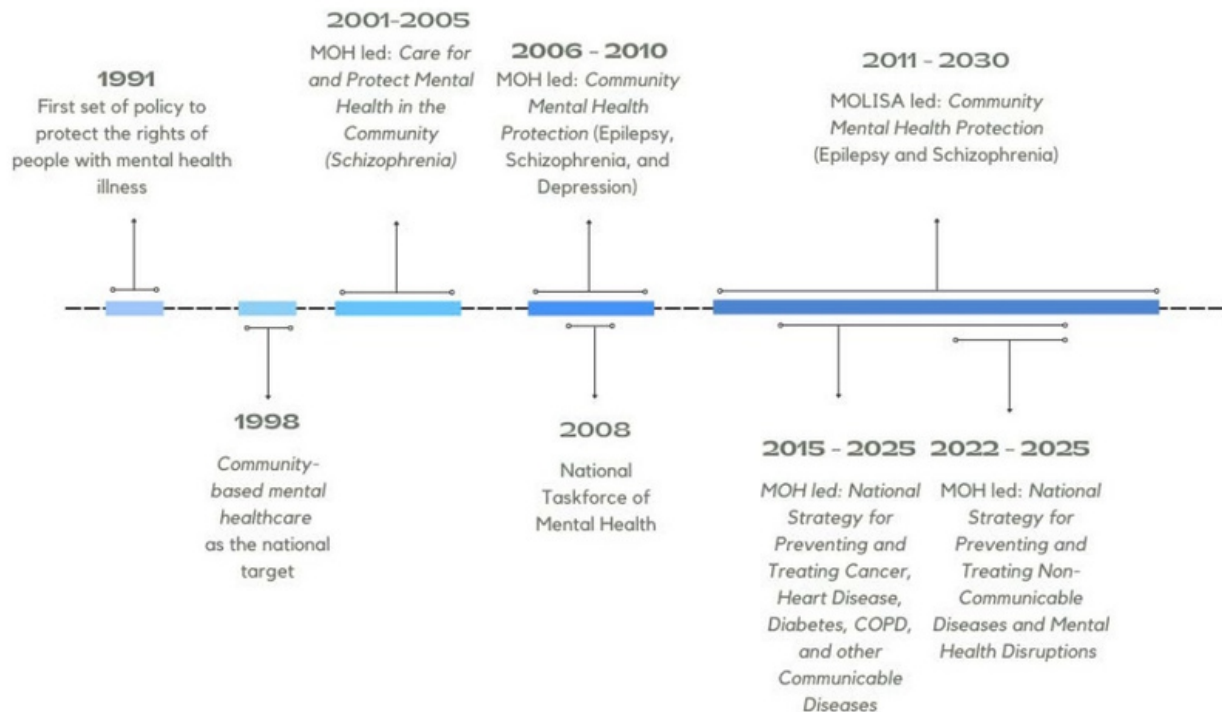 1991
First set of policy to
protect the rights of
people with mental health
illness
2001-2005
MOH led: Care for
and Protect Mental
Health in the
Community
(Schizophrenia)
2006 - 2010
MOH led: Community
Mental Health
Protection (Epilepsy,
Schizophrenia, and
Depression)
2011 - 2030
MOLISA led: Community
Mental Health Protection
(Epilepsy and Schizophrenia)
1998
Community-
based mental
healthcare
as the national
target
2008
National
Taskforce of
Mental Health
2015 - 2025
MOH led: National
Strategy for
Preventing and
Treating Cancer,
Heart Disease,
Diabetes, COPD,
and other
Communicable
Diseases
2022 - 2025
MOH led: National
Strategy for
Preventing and
Treating Non-
Communicable
Diseases and Mental
Health Disruptions